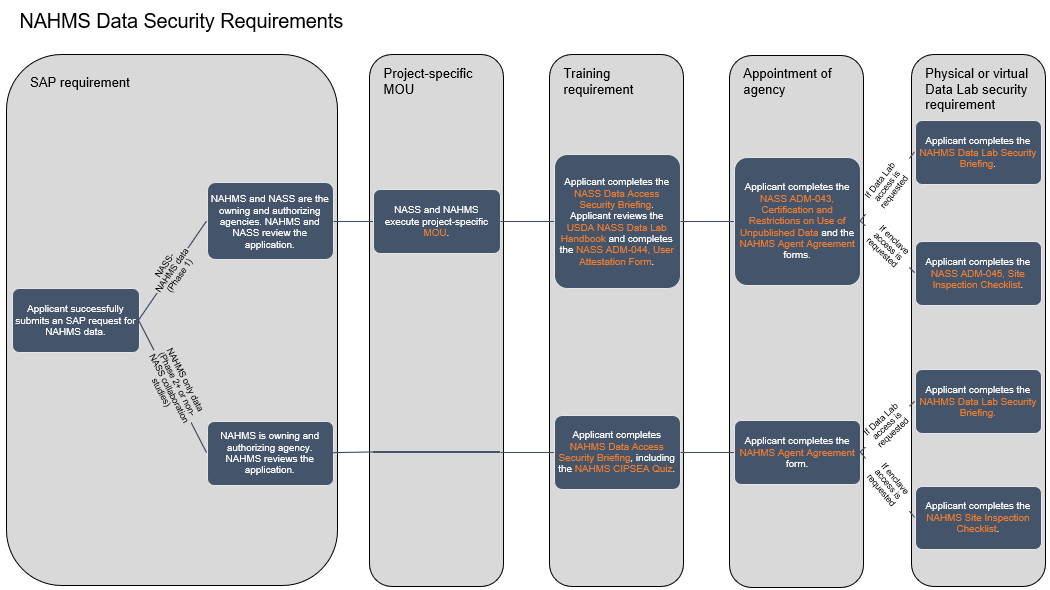 NAHMS Data Security Requirements
SAP requirement
Applicant successfully
submits an SAP request for
NAHMS data.
NASS-
NAHMS data
(Phase 1)
NAHMS only data
(Phase 2+ or non-
NASS collaboration
studies)
NAHMS and NASS are the
owning and authorizing
agencies. NAHMS and
NASS review the
application.
NAHMS is owning and
authorizing agency.
NAHMS reviews the
application.
Project-specific
MOU
NASS and NAHMS
execute project-specific
MOU.
Training
requirement
Applicant completes the
NASS Data Access
Security Briefing.
Applicant reviews the
USDA NASS Data Lab
Handbook and completes
the NASS ADM-044, User
Attestation Form.
Applicant completes
NAHMS Data Access
Security Briefing, including
the NAHMS CIPSEA Quiz.
Appointment of
agency
Applicant completes the
NASS ADM-043,
Certification and
Restrictions on Use of
Unpublished Data and the
NAHMS Agent Agreement
forms.
Applicant completes the
NAHMS Agent Agreement
form.
If Data Lab
access is
requested
If enclave
access is
requested
If Data Lab
access is
requested
If enclave
access is
requested
Physical or virtual
Data Lab security
requirement
Applicant completes the
NAHMS Data Lab Security
Briefing.
Applicant completes the
NASS ADM-045, Site
Inspection Checklist.
Applicant completes the
NAHMS Data Lab Security
Briefing.
Applicant completes the
NAHMS Site Inspection
Checklist.